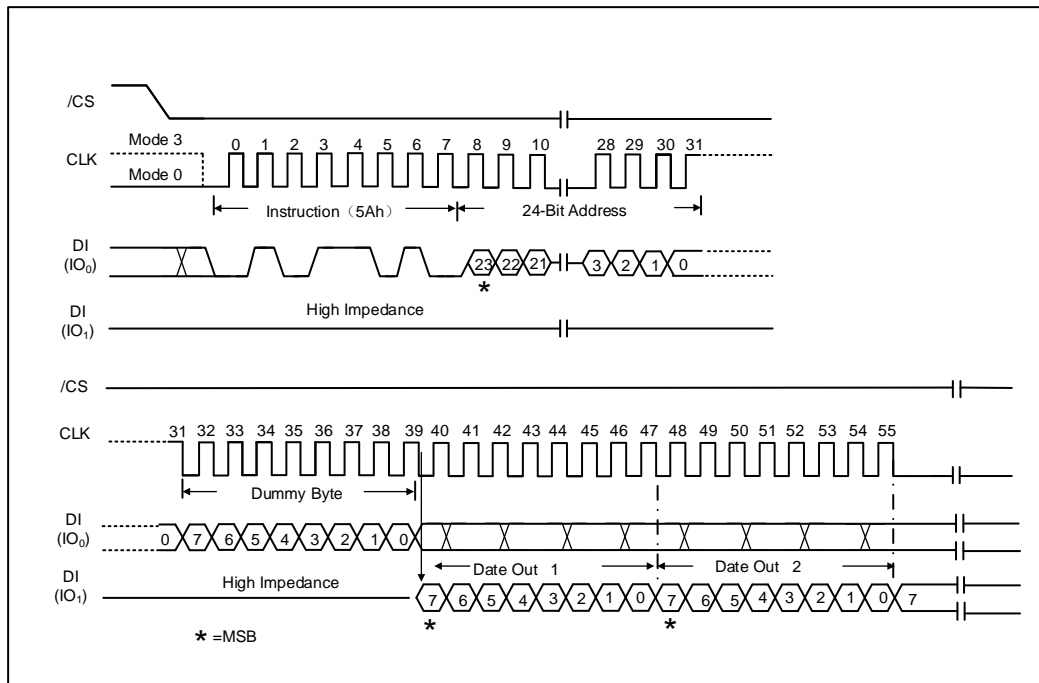 /CS
Mode 3
0 1 2 3 4 5 6 7 8 9 10 28 29 30 31
CLK
Mode 0
Instruction（5Ah） 24-Bit Address
DI
(IO0)
23 22 21 3 2 1 0
*
High Impedance
DI
(IO1)
/CS
CLK
31 32 33 34 35 36 37 38 39 40 41 42 43 44 45 46 47 48 49 50 51 52 53 54 55
Dummy Byte
DI
(IO0)
0 7 6 5 4 3 2 1 0
Date Out 1 Date Out 2
DI
(IO1)
High Impedance
7 6 5 4 3 2 1 0 7 6 5 4 3 2 1 0 7
* *
* =MSB